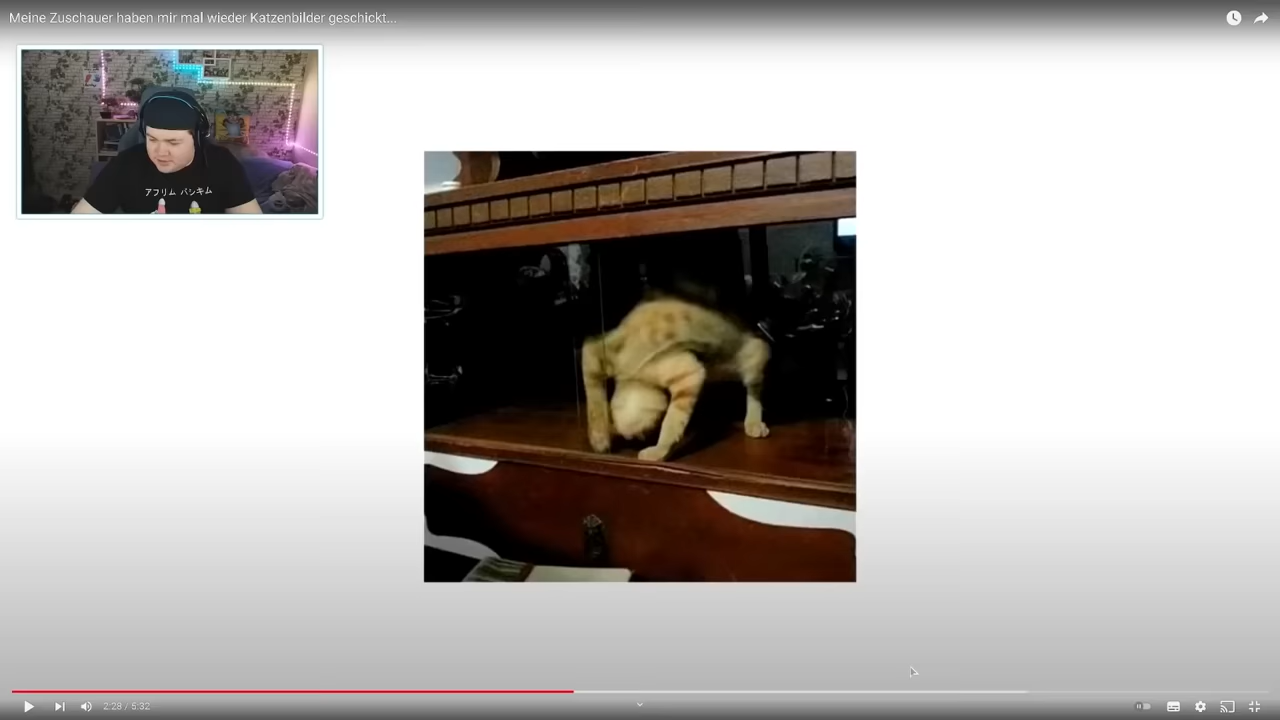 Meine Zuschauer haben mir mal wieder Katzenbilder geschickt...
アフリム バンキム
2:28 / 5:32